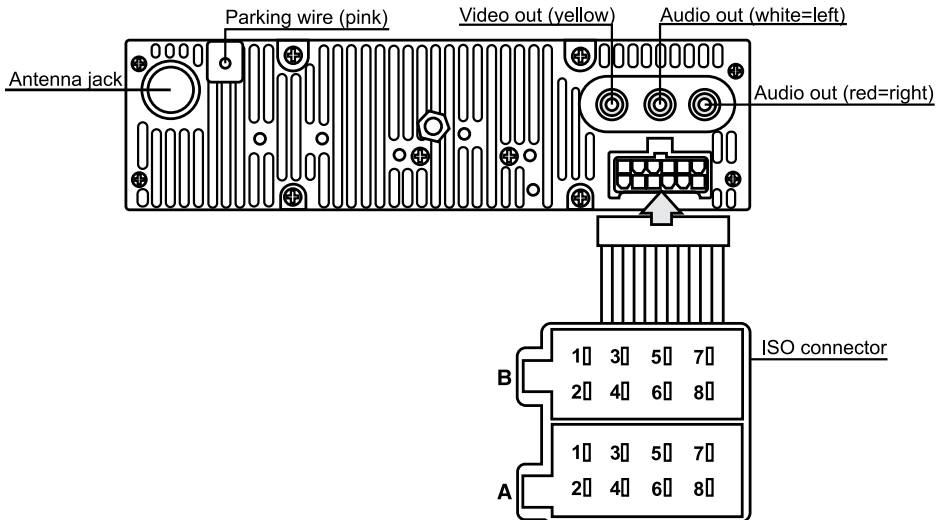 Parking wire (pink)
Video out (yellow)
Audio out (white=left)
Antenna jack
Audio out (red=right)
ISO connector
B
1 3 5 7
2 4 6 8
A
1 3 5 7
2 4 6 8